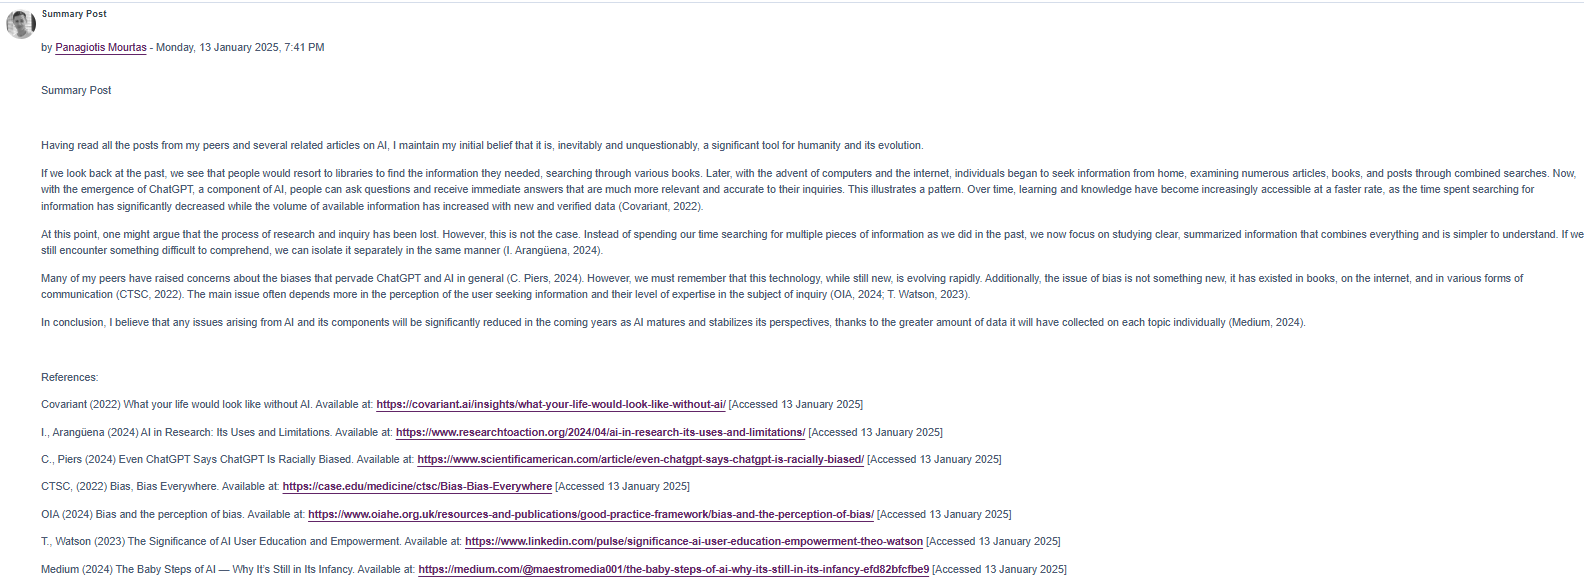 Summary Post
by Panagiotis Mourtas - Monday, 13 January 2025, 7:41 PM
Summary Post
Having read all the posts from my peers and several related articles on AI, I maintain my initial belief that it is, inevitably and unquestionably, a significant tool for humanity and its evolution.
If we look back at the past, we see that people would resort to libraries to find the information they needed, searching through various books. Later, with the advent of computers and the internet, individuals began to seek information from home, examining numerous articles, books, and posts through combined searches. Now,
with the emergence of ChatGPT, a component of AI, people can ask questions and receive immediate answers that are much more relevant and accurate to their inquiries. This illustrates a pattern. Over time, learning and knowledge have become increasingly accessible at a faster rate, as the time spent searching for
information has significantly decreased while the volume of available information has increased with new and verified data (Covariant, 2022).
At this point, one might argue that the process of research and inquiry has been lost. However, this is not the case. Instead of spending our time searching for multiple pieces of information as we did in the past, we now focus on studying clear, summarized information that combines everything and is simpler to understand. If we
still encounter something difficult to comprehend, we can isolate it separately in the same manner (I. Arangüena, 2024).
Many of my peers have raised concerns about the biases that pervade ChatGPT and AI in general (C. Piers, 2024). However, we must remember that this technology, while still new, is evolving rapidly. Additionally, the issue of bias is not something new, it has existed in books, on the internet, and in various forms of
communication (CTSC, 2022). The main issue often depends more in the perception of the user seeking information and their level of expertise in the subject of inquiry (OIA, 2024; T. Watson, 2023).
In conclusion, I believe that any issues arising from AI and its components will be significantly reduced in the coming years as AI matures and stabilizes its perspectives, thanks to the greater amount of data it will have collected on each topic individually (Medium, 2024).
References:
Covariant (2022) What your life would look like without AI. Available at: https://covariant.ai/insights/what-your-life-would-look-like-without-ai/ [Accessed 13 January 2025]
I., Arangüena (2024) AI in Research: Its Uses and Limitations. Available at: https://www.researchtoaction.org/2024/04/ai-in-research-its-uses-and-limitations/ [Accessed 13 January 2025]
C., Piers (2024) Even ChatGPT Says ChatGPT Is Racially Biased. Available at: https://www.scientificamerican.com/article/even-chatgpt-says-chatgpt-is-racially-biased/ [Accessed 13 January 2025]
CTSC, (2022) Bias, Bias Everywhere. Available at: https://case.edu/medicine/ctsc/Bias-Bias-Everywhere [Accessed 13 January 2025]
OIA (2024) Bias and the perception of bias. Available at: https://www.oiahe.org.uk/resources-and-publications/good-practice-framework/bias-and-the-perception-of-bias/ [Accessed 13 January 2025]
T., Watson (2023) The Significance of AI User Education and Empowerment. Available at: https://www.linkedin.com/pulse/significance-ai-user-education-empowerment-theo-watson [Accessed 13 January 2025]
Medium (2024) The Baby Steps of AI — Why It's Still in Its Infancy. Available at: https://medium.com/@maestromedia001/the-baby-steps-of-ai-why-its-still-in-its-infancy-efd82bfcfbe9 [Accessed 13 January 2025]